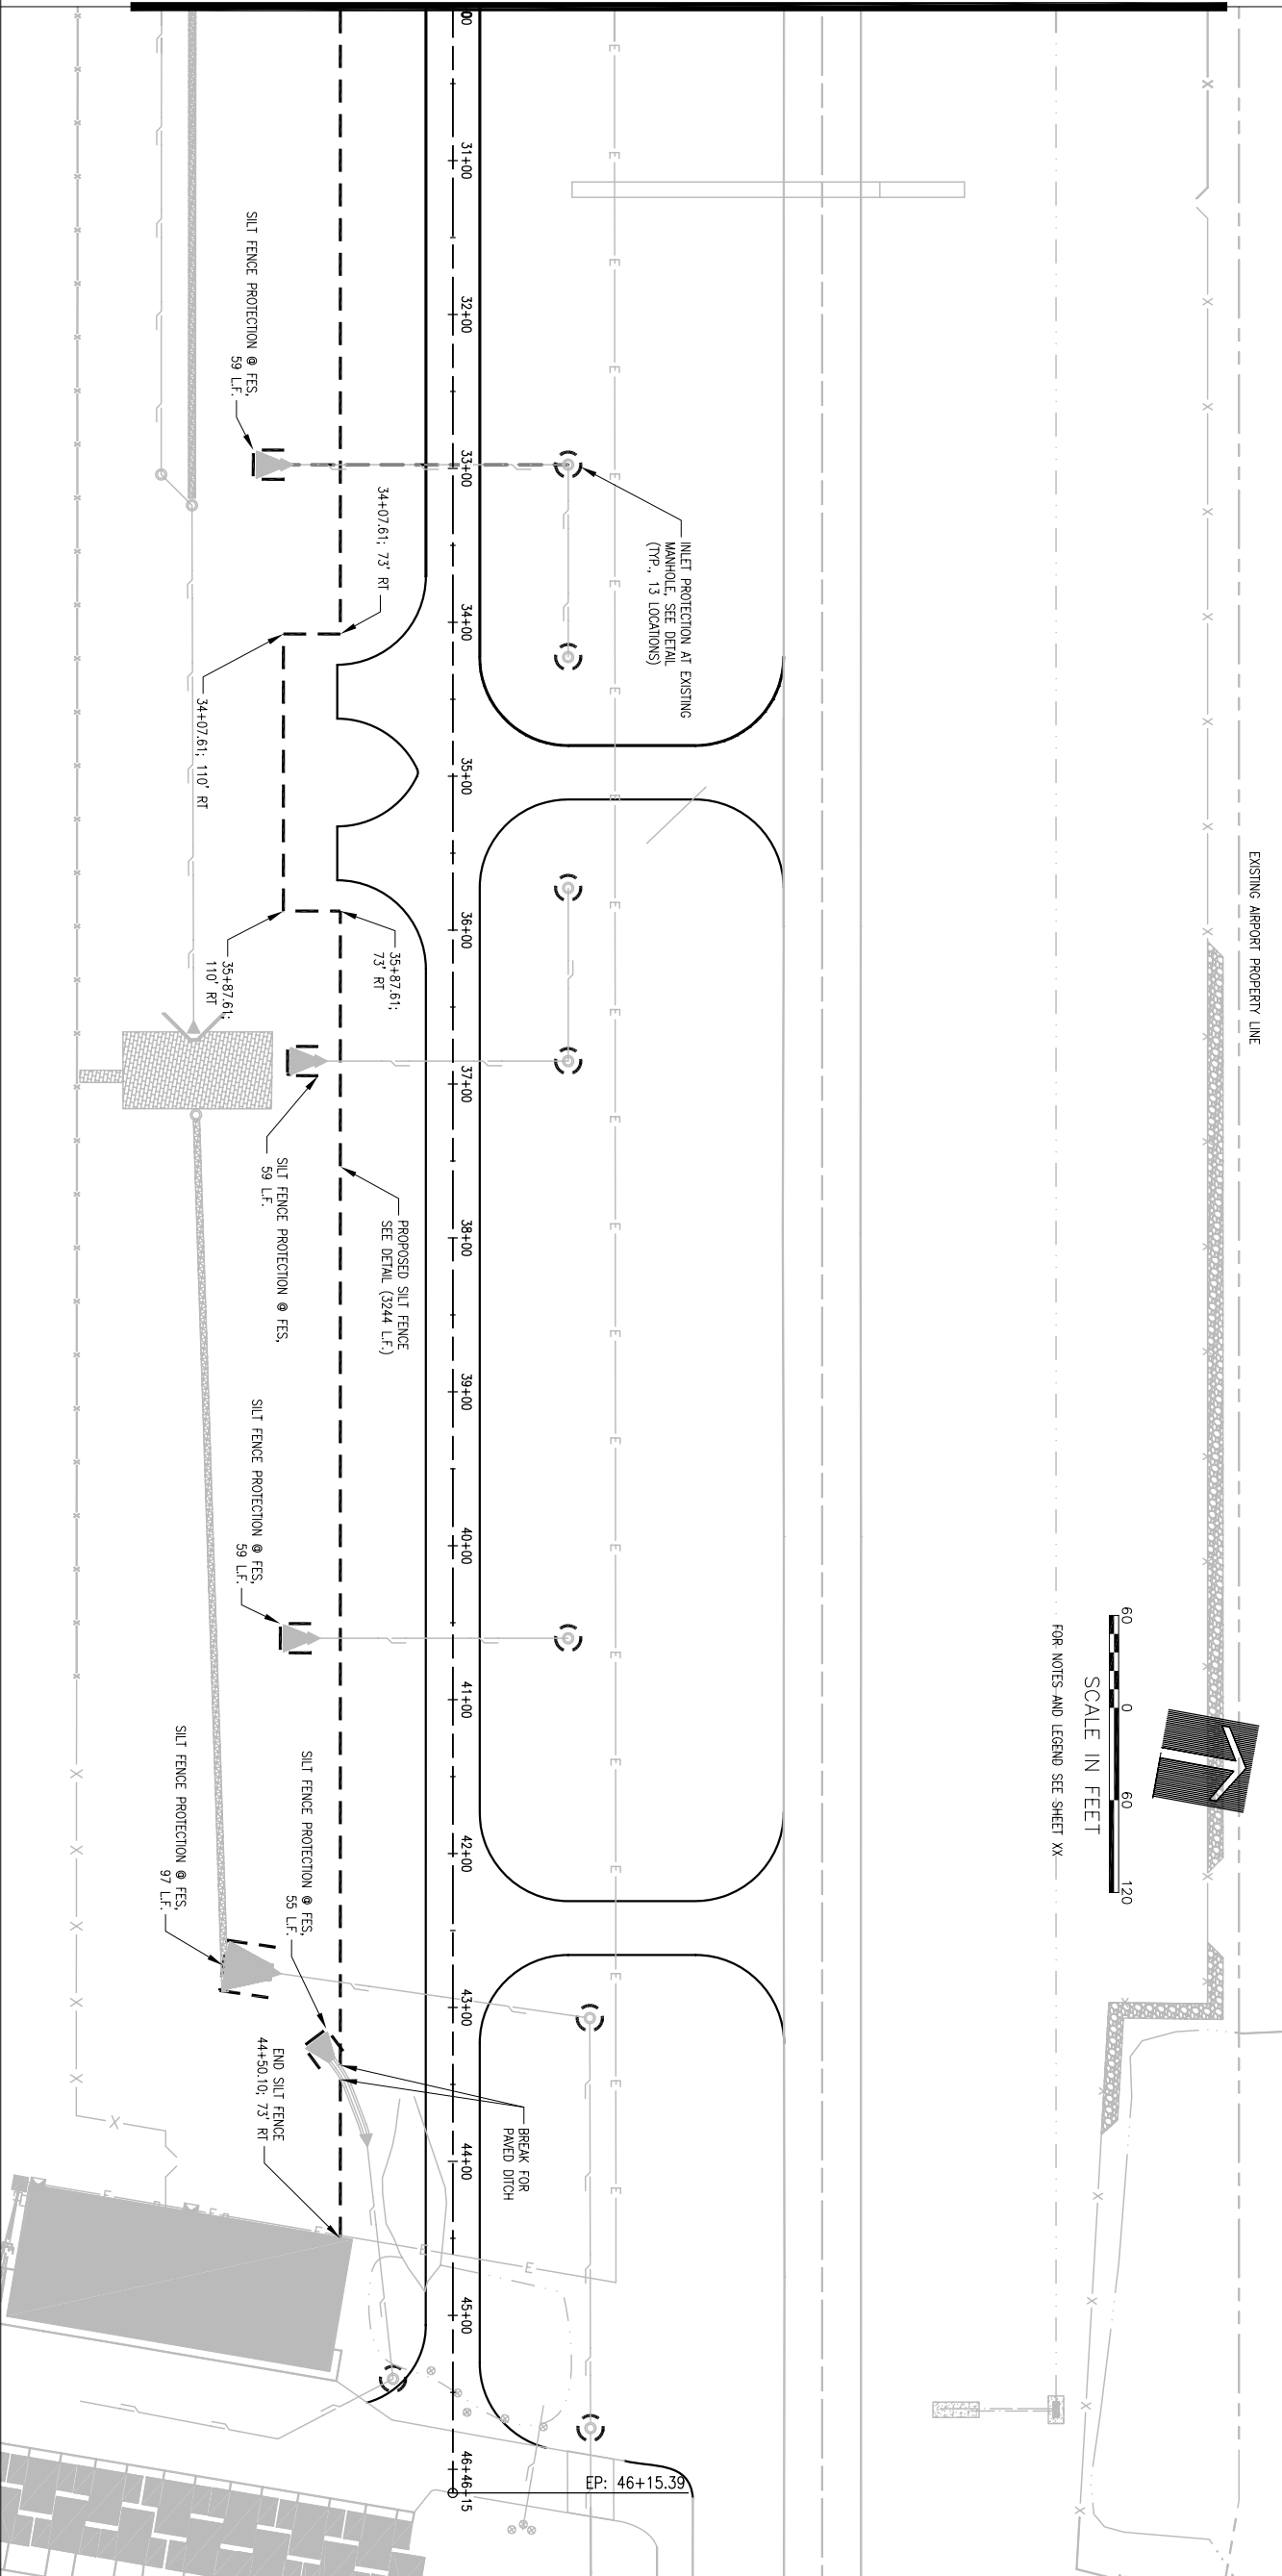 EXISTING AIRPORT PROPERTY LINE
60
0
60
120
SCALE IN FEET
FOR NOTES AND LEGEND SEE SHEET XX
INLET PROTECTION AT EXISTING
MANHOLE, SEE DETAIL
(TYP., 13 LOCATIONS)
BREAK FOR
PAVED DITCH
EP: 46+15.39
00
31+00
32+00
33+00
34+00
35+00
36+00
37+00
38+00
39+00
40+00
41+00
42+00
43+00
44+00
45+00
46+46+15
34+07.61; 73' RT
35+87.61;
73' RT
PROPOSED SILT FENCE
SEE DETAIL (3244 L.F.)
SILT FENCE PROTECTION @ FES,
59 L.F.
34+07.61; 110' RT
35+87.61;
110' RT
SILT FENCE PROTECTION @ FES,
59 L.F.
SILT FENCE PROTECTION @ FES,
59 L.F.
SILT FENCE PROTECTION @ FES,
55 L.F.
SILT FENCE PROTECTION @ FES,
97 L.F.
END SILT FENCE
44+50.10; 73' RT